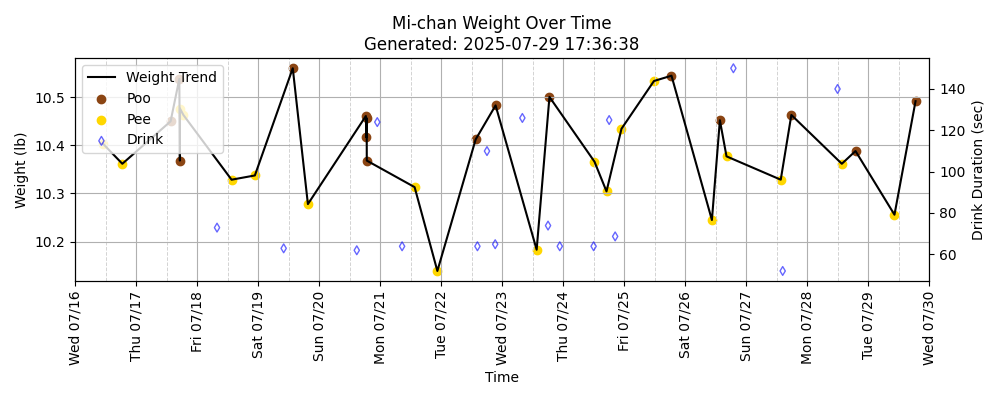 Mi-chan Weight Over Time
Generated: 2025-07-29 17:36:38
Weight Trend
Poo
Pee
Drink
Weight (lb)
10.5
10.4
10.3
10.2
Drink Duration (sec)
140
120
100
80
60
Wed 07/16
Thu 07/17
Fri 07/18
Sat 07/19
Sun 07/20
Mon 07/21
Tue 07/22
Wed 07/23
Thu 07/24
Fri 07/25
Sat 07/26
Sun 07/27
Mon 07/28
Tue 07/29
Wed 07/30
Time